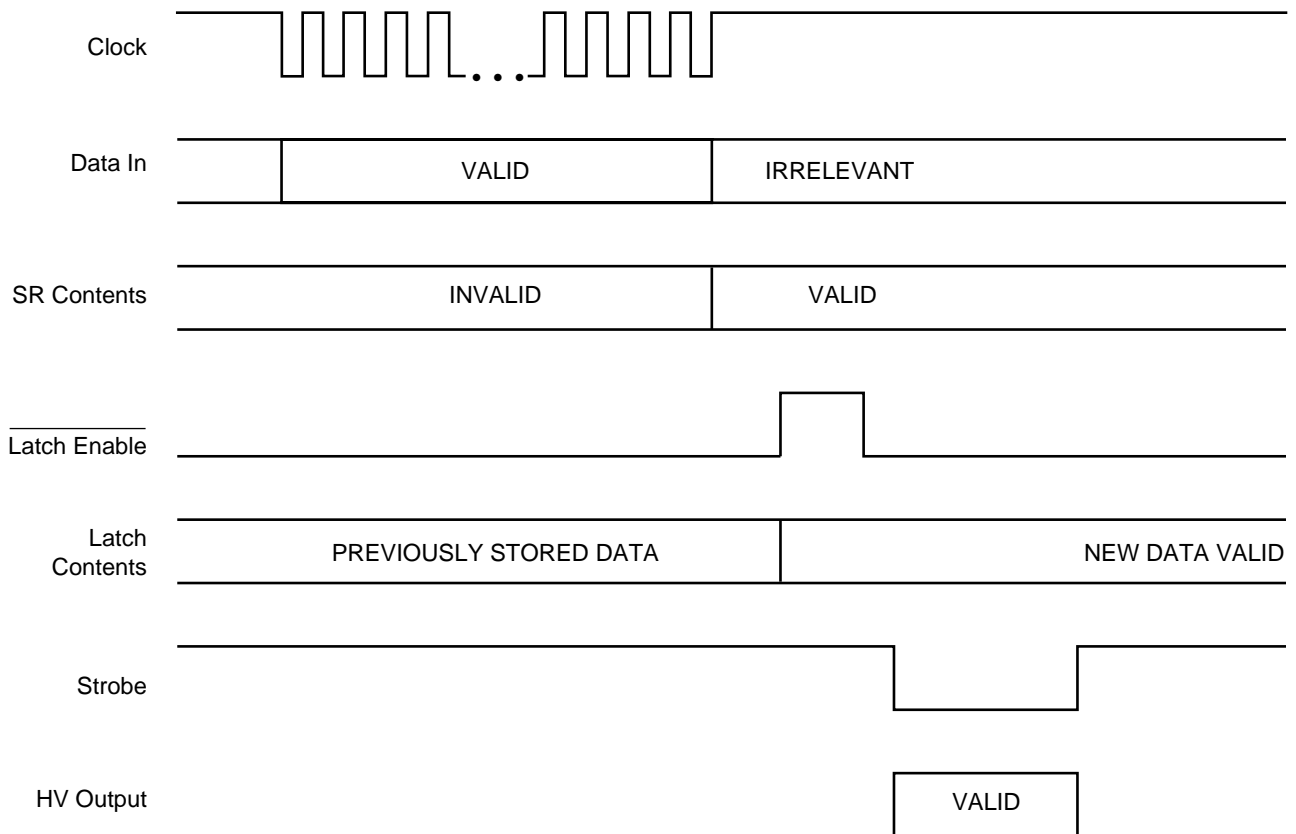 Clock
Data In
VALID
IRRELEVANT
SR Contents
INVALID
VALID
Latch Enable
Latch
Contents
PREVIOUSLY STORED DATA
NEW DATA VALID
Strobe
HV Output
VALID